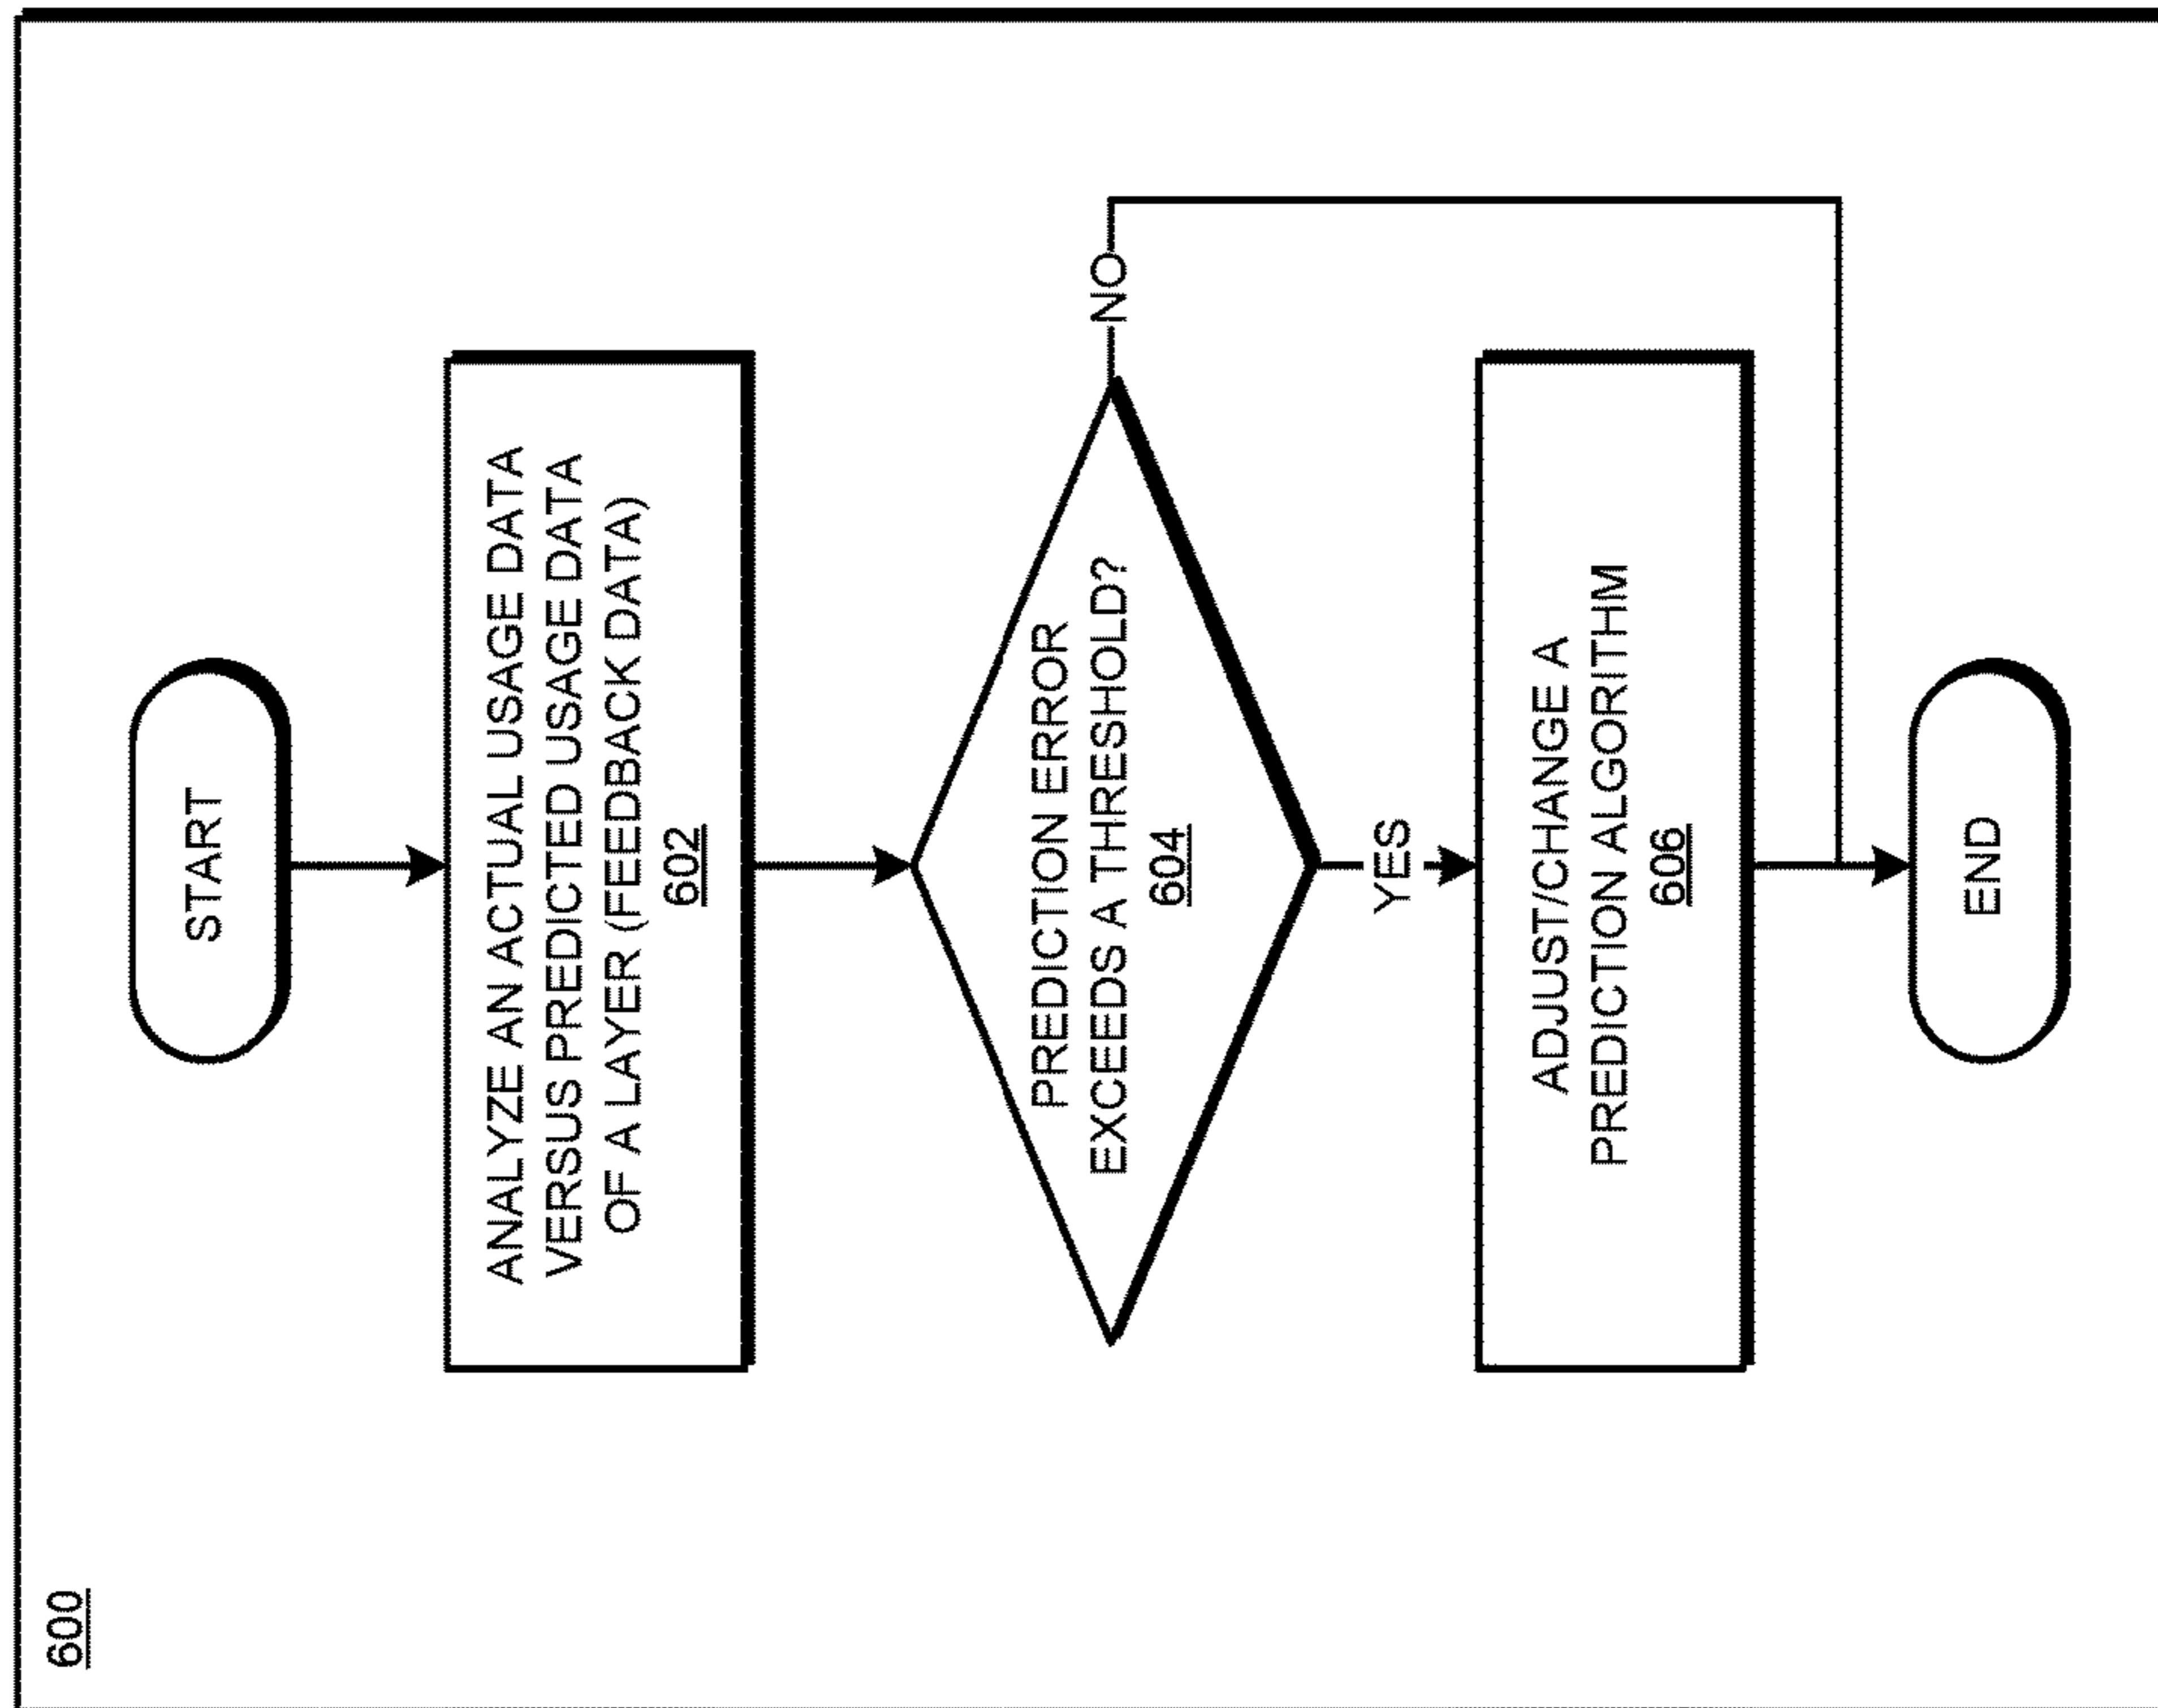 600
START
ANALYZE AN ACTUAL USAGE DATA
VERSUS PREDICTED USAGE DATA
OF A LAYER (FEEDBACK DATA)
602
PREDICTION ERROR
EXCEEDS A THRESHOLD?
604
NO
YES
ADJUST/CHANGE A
PREDICTION ALGORITHM
606
END